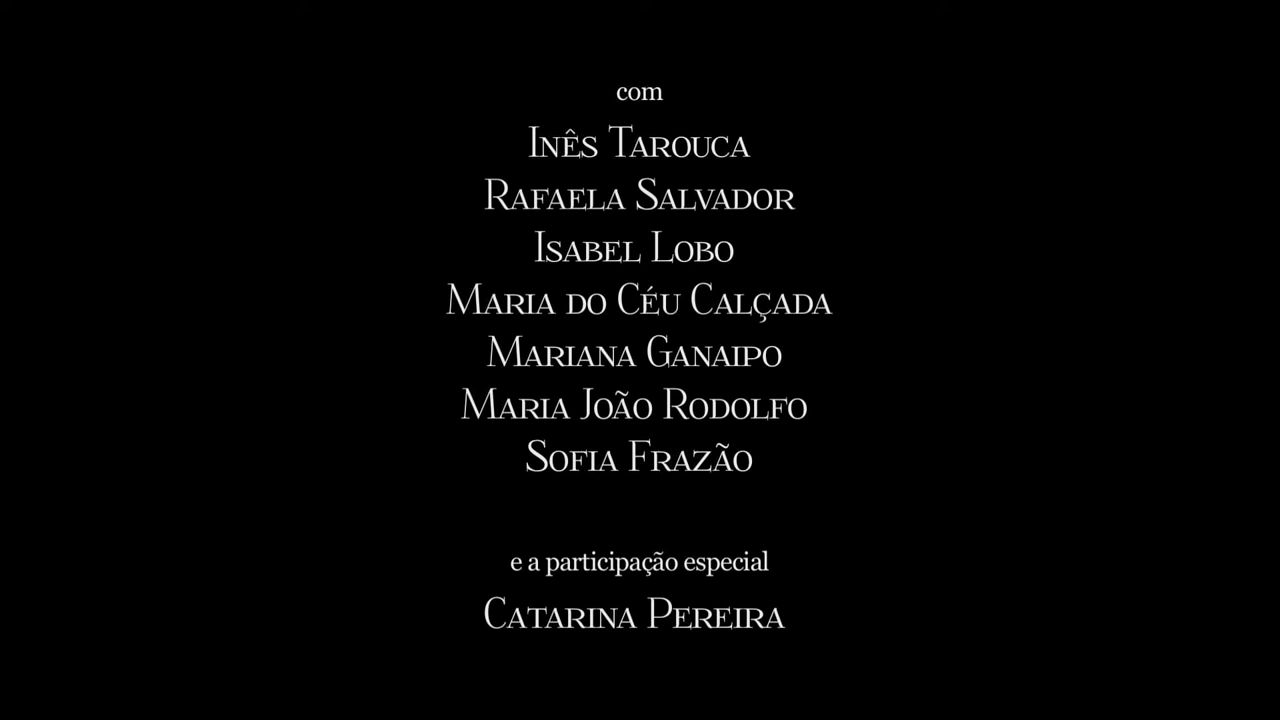 com
Inês Tarouca
Rafaela Salvador
Isabel Lobo
Maria do Céu Calçada
Mariana Ganaipo
Maria João Rodolfo
Sofia Frazão
e a participação especial
Catarina Pereira